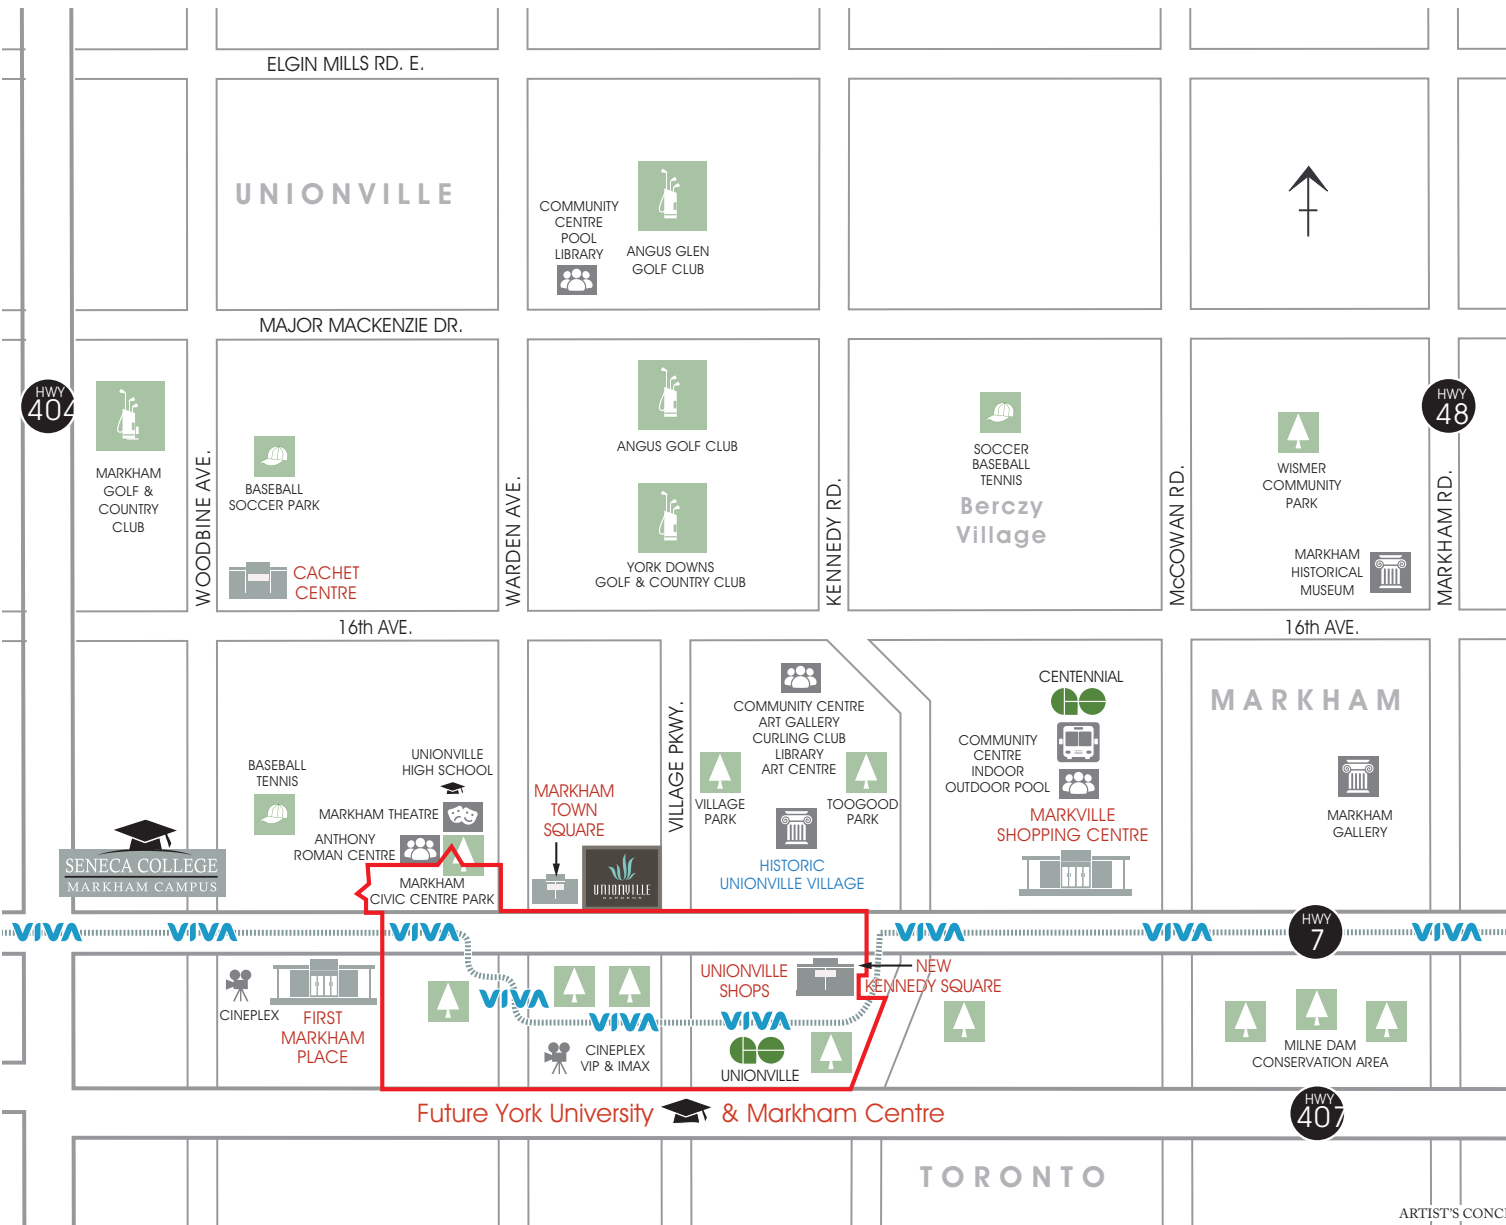 ELGIN MILLS RD. E.
UNIONVILLE
COMMUNITY
CENTRE
POOL
LIBRARY
ANGUS GLEN
GOLF CLUB
MAJOR MACKENZIE DR.
HWY
404
MARKHAM
GOLF &
COUNTRY
CLUB
WOODBINE AVE.
BASEBALL
SOCCER PARK
CACHET
CENTRE
WARDEN AVE.
ANGUS GOLF CLUB
YORK DOWNS
GOLF & COUNTRY CLUB
KENNEDY RD.
SOCCER
BASEBALL
TENNIS
Berczy
Village
McCOWAN RD.
WISMER
COMMUNITY
PARK
MARKHAM
HISTORICAL
MUSEUM
HWY
48
MARKHAM RD.
16th AVE.
16th AVE.
BASEBALL
TENNIS
UNIONVILLE
HIGH SCHOOL
MARKHAM THEATRE
ANTHONY
ROMAN CENTRE
MARKHAM
CIVIC CENTRE PARK
SENECA COLLEGE
MARKHAM CAMPUS
MARKHAM
TOWN
SQUARE
UNIONVILLE
GARDENS
VILLAGE PKWY.
COMMUNITY CENTRE
ART GALLERY
CURLING CLUB
LIBRARY
ART CENTRE
VILLAGE
PARK
TOOGOOD
PARK
HISTORIC
UNIONVILLE VILLAGE
CENTENNIAL
GO
COMMUNITY
CENTRE
INDOOR
OUTDOOR POOL
MARKVILLE
SHOPPING CENTRE
MARKHAM
MARKHAM
GALLERY
VIVA
VIVA
VIVA
VIVA
VIVA
HWY
7
VIVA
CINEPLEX
FIRST
MARKHAM
PLACE
VIVA
VIVA
VIVA
CINEPLEX
VIP & IMAX
UNIONVILLE
SHOPS
NEW
KENNEDY SQUARE
GO
UNIONVILLE
MILNE DAM
CONSERVATION AREA
Future York University & Markham Centre
HWY
407
TORONTO